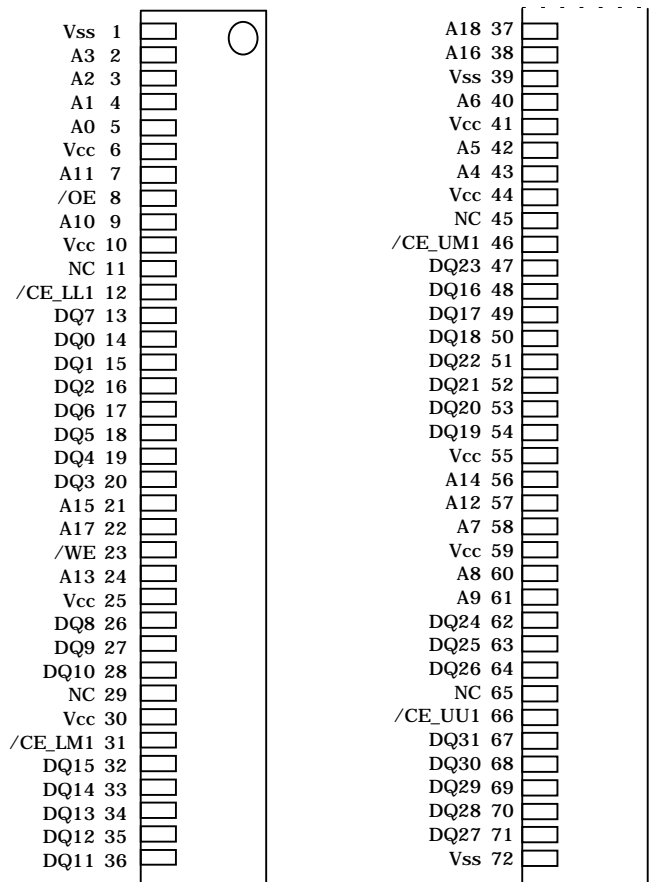 Vss 1
A3 2
A2 3
A1 4
A0 5
Vcc 6
A11 7
/OE 8
A10 9
Vcc 10
NC 11
/CE_LL1 12
DQ7 13
DQ0 14
DQ1 15
DQ2 16
DQ6 17
DQ5 18
DQ4 19
DQ3 20
A15 21
A17 22
/WE 23
A13 24
Vcc 25
DQ8 26
DQ9 27
DQ10 28
NC 29
Vcc 30
/CE_LM1 31
DQ15 32
DQ14 33
DQ13 34
DQ12 35
DQ11 36
A18 37
A16 38
Vss 39
A6 40
Vcc 41
A5 42
A4 43
Vcc 44
NC 45
/CE_UM1 46
DQ23 47
DQ16 48
DQ17 49
DQ18 50
DQ22 51
DQ21 52
DQ20 53
DQ19 54
Vcc 55
A14 56
A12 57
A7 58
Vcc 59
A8 60
A9 61
DQ24 62
DQ25 63
DQ26 64
NC 65
/CE_UU1 66
DQ31 67
DQ30 68
DQ29 69
DQ28 70
DQ27 71
Vss 72